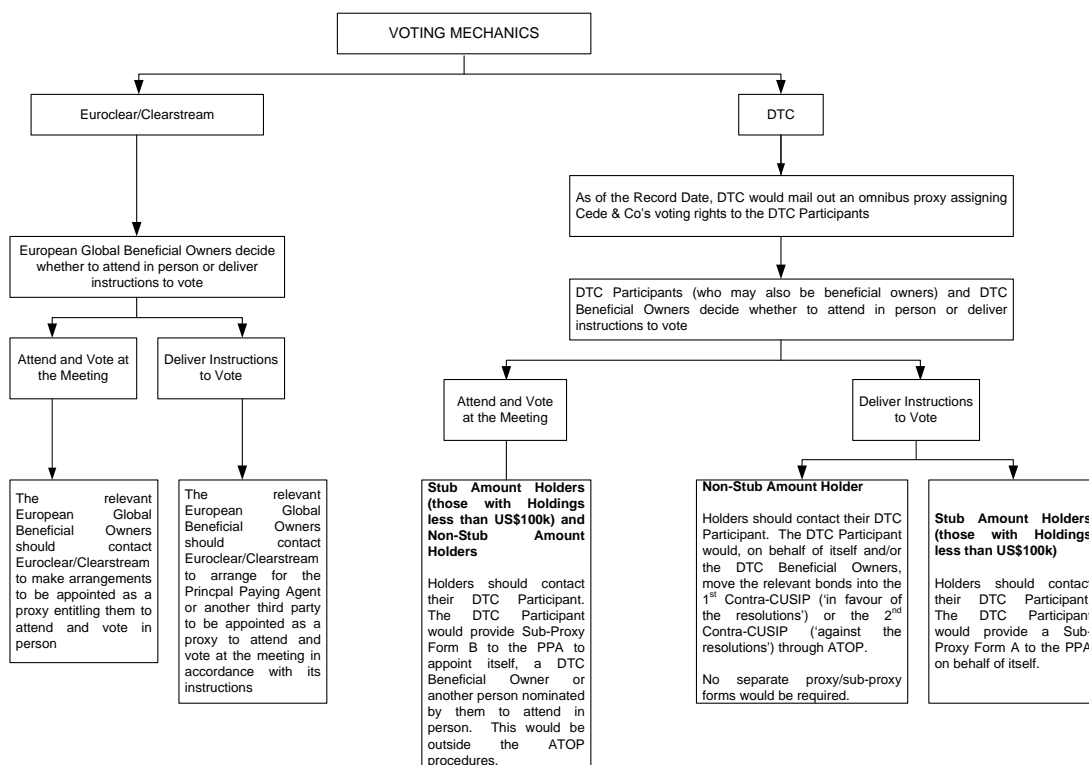 VOTING MECHANICS
Euroclear/Clearstream
DTC
As of the Record Date, DTC would mail out an omnibus proxy assigning
Cede & Co's voting rights to the DTC Participants
European Global Beneficial Owners decide
whether to attend in person or deliver
instructions to vote
DTC Participants (who may also be beneficial owners) and DTC
Beneficial Owners decide whether to attend in person or deliver
instructions to vote
Attend and Vote at
the Meeting
Deliver Instructions
to Vote
Attend and Vote
at the Meeting
Deliver Instructions
to Vote
The relevant
European Global
Beneficial Owners
should contact
Euroclear/Clearstream
to make arrangements
to be appointed as a
proxy entitling them to
attend and vote in
person
The relevant
European Global
Beneficial Owners
should contact
Euroclear/Clearstream
to arrange for the
Princpal Paying Agent
or another third party
to be appointed as a
proxy to attend and
vote at the meeting in
accordance with its
instructions
Stub Amount Holders
(those with Holdings
less than US$100k) and
Non-Stub Amount
Holders
Holders should contact
their DTC Participant.
The DTC Participant
would provide Sub-Proxy
Form B to the PPA to
appoint itself, a DTC
Beneficial Owner or
another person nominated
by them to attend in
person. This would be
outside the ATOP
procedures.
Non-Stub Amount Holder
Holders should contact their DTC
Participant. The DTC Participant
would, on behalf of itself and/or
the DTC Beneficial Owners,
move the relevant bonds into the
1st Contra-CUSIP ('in favour of
the resolutions') or the 2nd
Contra-CUSIP ('against the
resolutions') through ATOP.
No separate proxy/sub-proxy
forms would be required.
Stub Amount Holders
(those with Holdings
less than US$100k)
Holders should contact
their DTC Participant
The DTC Participant
would provide a Sub-
Proxy Form A to the PPA
on behalf of itself.